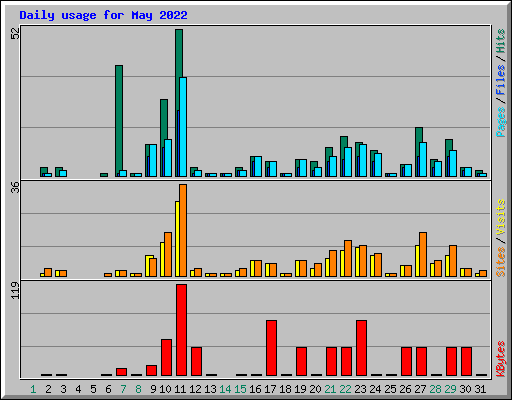 Daily usage for May 2022
52
36
119
Pages / Files / Hits
Sites / Visits
KBytes
1 2 3 4 5 6 7 8 9 10 11 12 13 14 15 16 17 18 19 20 21 22 23 24 25 26 27 28 29 30 31